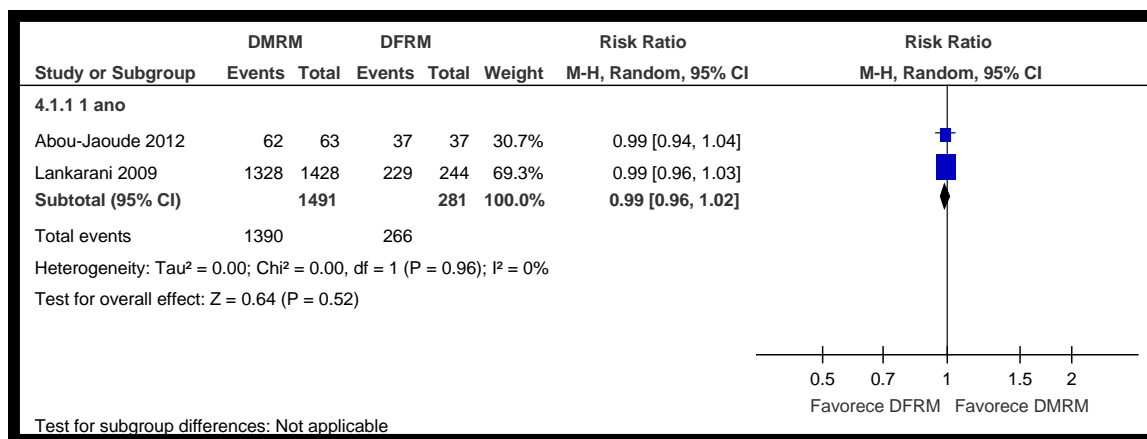 DMRM DFRM Risk Ratio Risk Ratio
Study or Subgroup Events Total Events Total Weight M-H, Random, 95% CI M-H, Random, 95% CI
4.1.1 1 ano
Abou-Jaoude 2012 62 63 37 37 30.7% 0.99 [0.94, 1.04]
Lankarani 2009 1328 1428 229 244 69.3% 0.99 [0.96, 1.03]
Subtotal (95% CI) 1491 281 100.0% 0.99 [0.96, 1.02]
Total events 1390 266
Heterogeneity: Tau² = 0.00; Chi² = 0.00, df = 1 (P = 0.96); I² = 0%
Test for overall effect: Z = 0.64 (P = 0.52)
0.5 0.7 1 1.5 2
Favorece DFRM Favorece DMRM
Test for subgroup differences: Not applicable